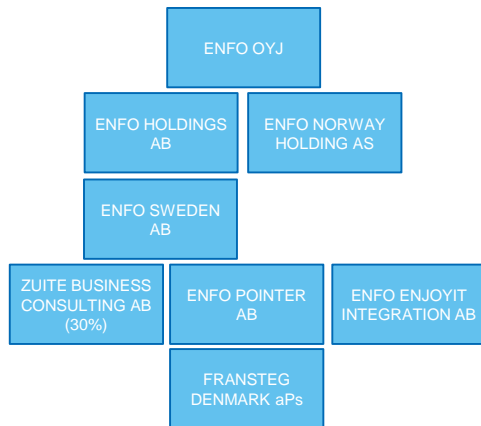 ENFO OYJ
ENFO HOLDINGS
AB
ENFO NORWAY
HOLDING AS
ENFO SWEDEN
AB
ZUITE BUSINESS
CONSULTING AB
(30%)
ENFO POINTER
AB
ENFO ENJOYIT
INTEGRATION AB
FRANSTEG
DENMARK aPs